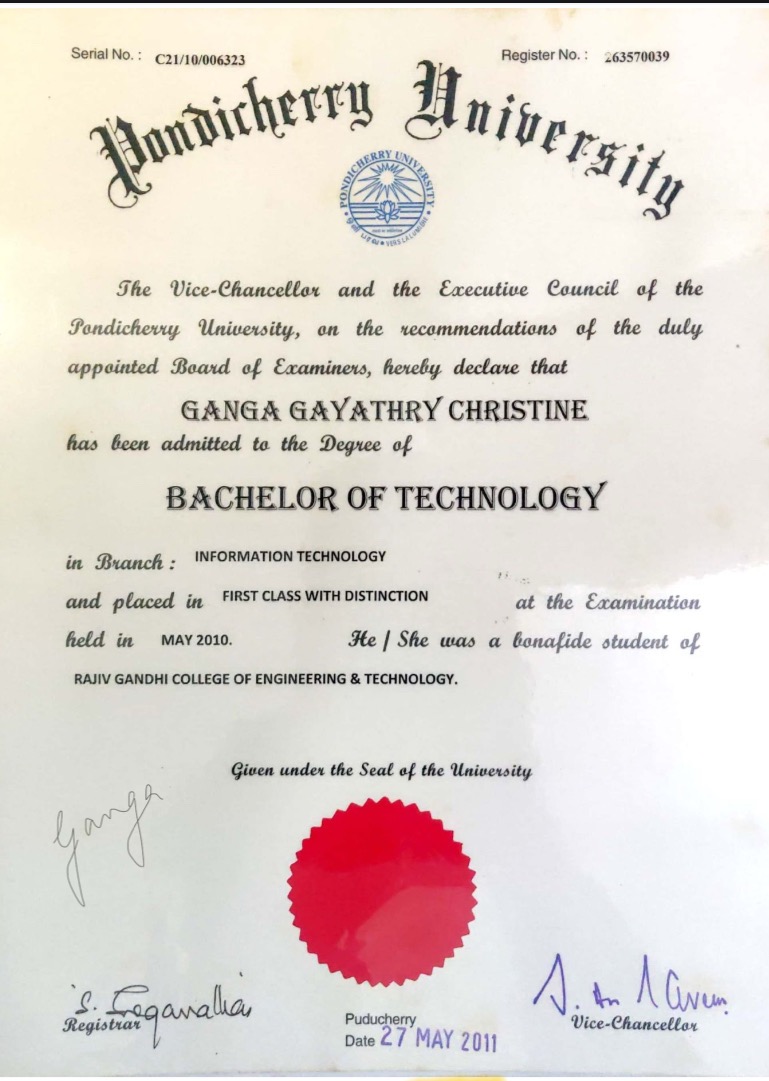 Serial No. : C21/10/006323 Register No. : 263570039
Pondicherry University
PONDICHERRY UNIVERSITY
VERS LA LUMIERE
The Vice-Chancellor and the Executive Council of the
Pondicherry University, on the recommendations of the duly
appointed Board of Examiners, hereby declare that
GANGA GAYATHRY CHRISTINE
has been admitted to the Degree of
BACHELOR OF TECHNOLOGY
in Branch : INFORMATION TECHNOLOGY
and placed in FIRST CLASS WITH DISTINCTION at the Examination
held in MAY 2010. He / She was a bonafide student of
RAJIV GANDHI COLLEGE OF ENGINEERING & TECHNOLOGY.
Given under the Seal of the University
Ganga
Registrar
Puducherry
Date 27 MAY 2011
Vice-Chancellor